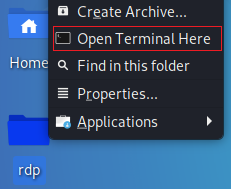 Create Archive...
Open Terminal Here
Home
Find in this folder
Properties...
Applications
rdp